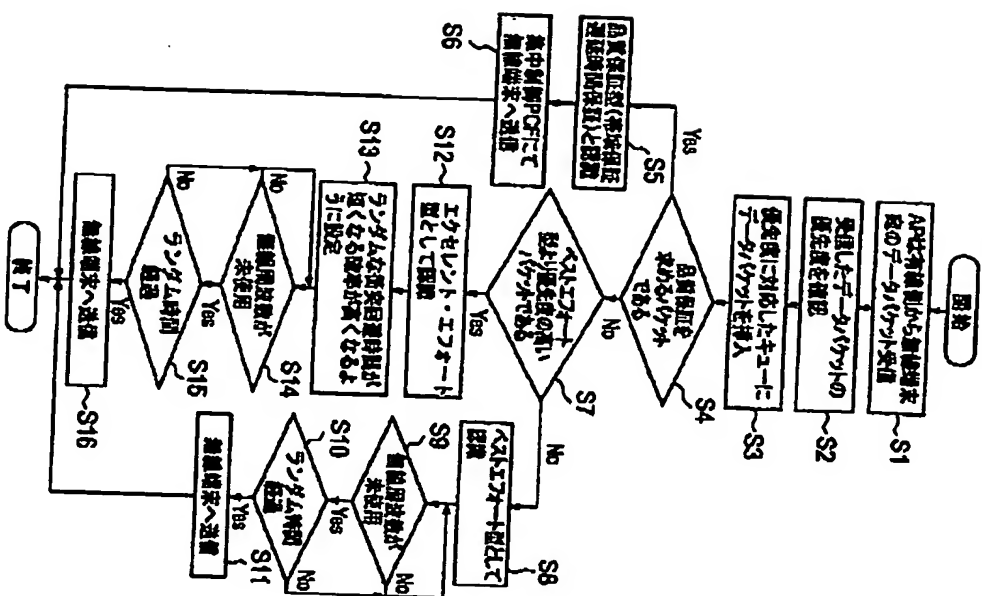 開始
APは有線側から無線端末
宛のデータパケット受信
S1
受信したデータパケットの
優先度を確認
S2
優先度に対応したキューに
データパケットを挿入
S3
品質保証を
求めるパケット
である
S4
Yes
No
品質保証型(帯域保証
遅延時間保証)と認識
S5
集中制御PCFにて
無線端末へ送信
S6
ベストエフォート
型より優先度の高い
パケットである
S7
Yes
No
ベストエフォート型として
認識
S8
無線周波数が
未使用
S9
Yes
No
ランダム時間
経過
S10
Yes
No
無線端末へ送信
S11
エクセレント・エフォート
型として認識
S12
ランダムな衝突回避時間が
短くなる確率が高くなるよ
うに設定
S13
無線周波数が
未使用
S14
Yes
No
ランダム時間
経過
S15
Yes
No
無線端末へ送信
S16
終了